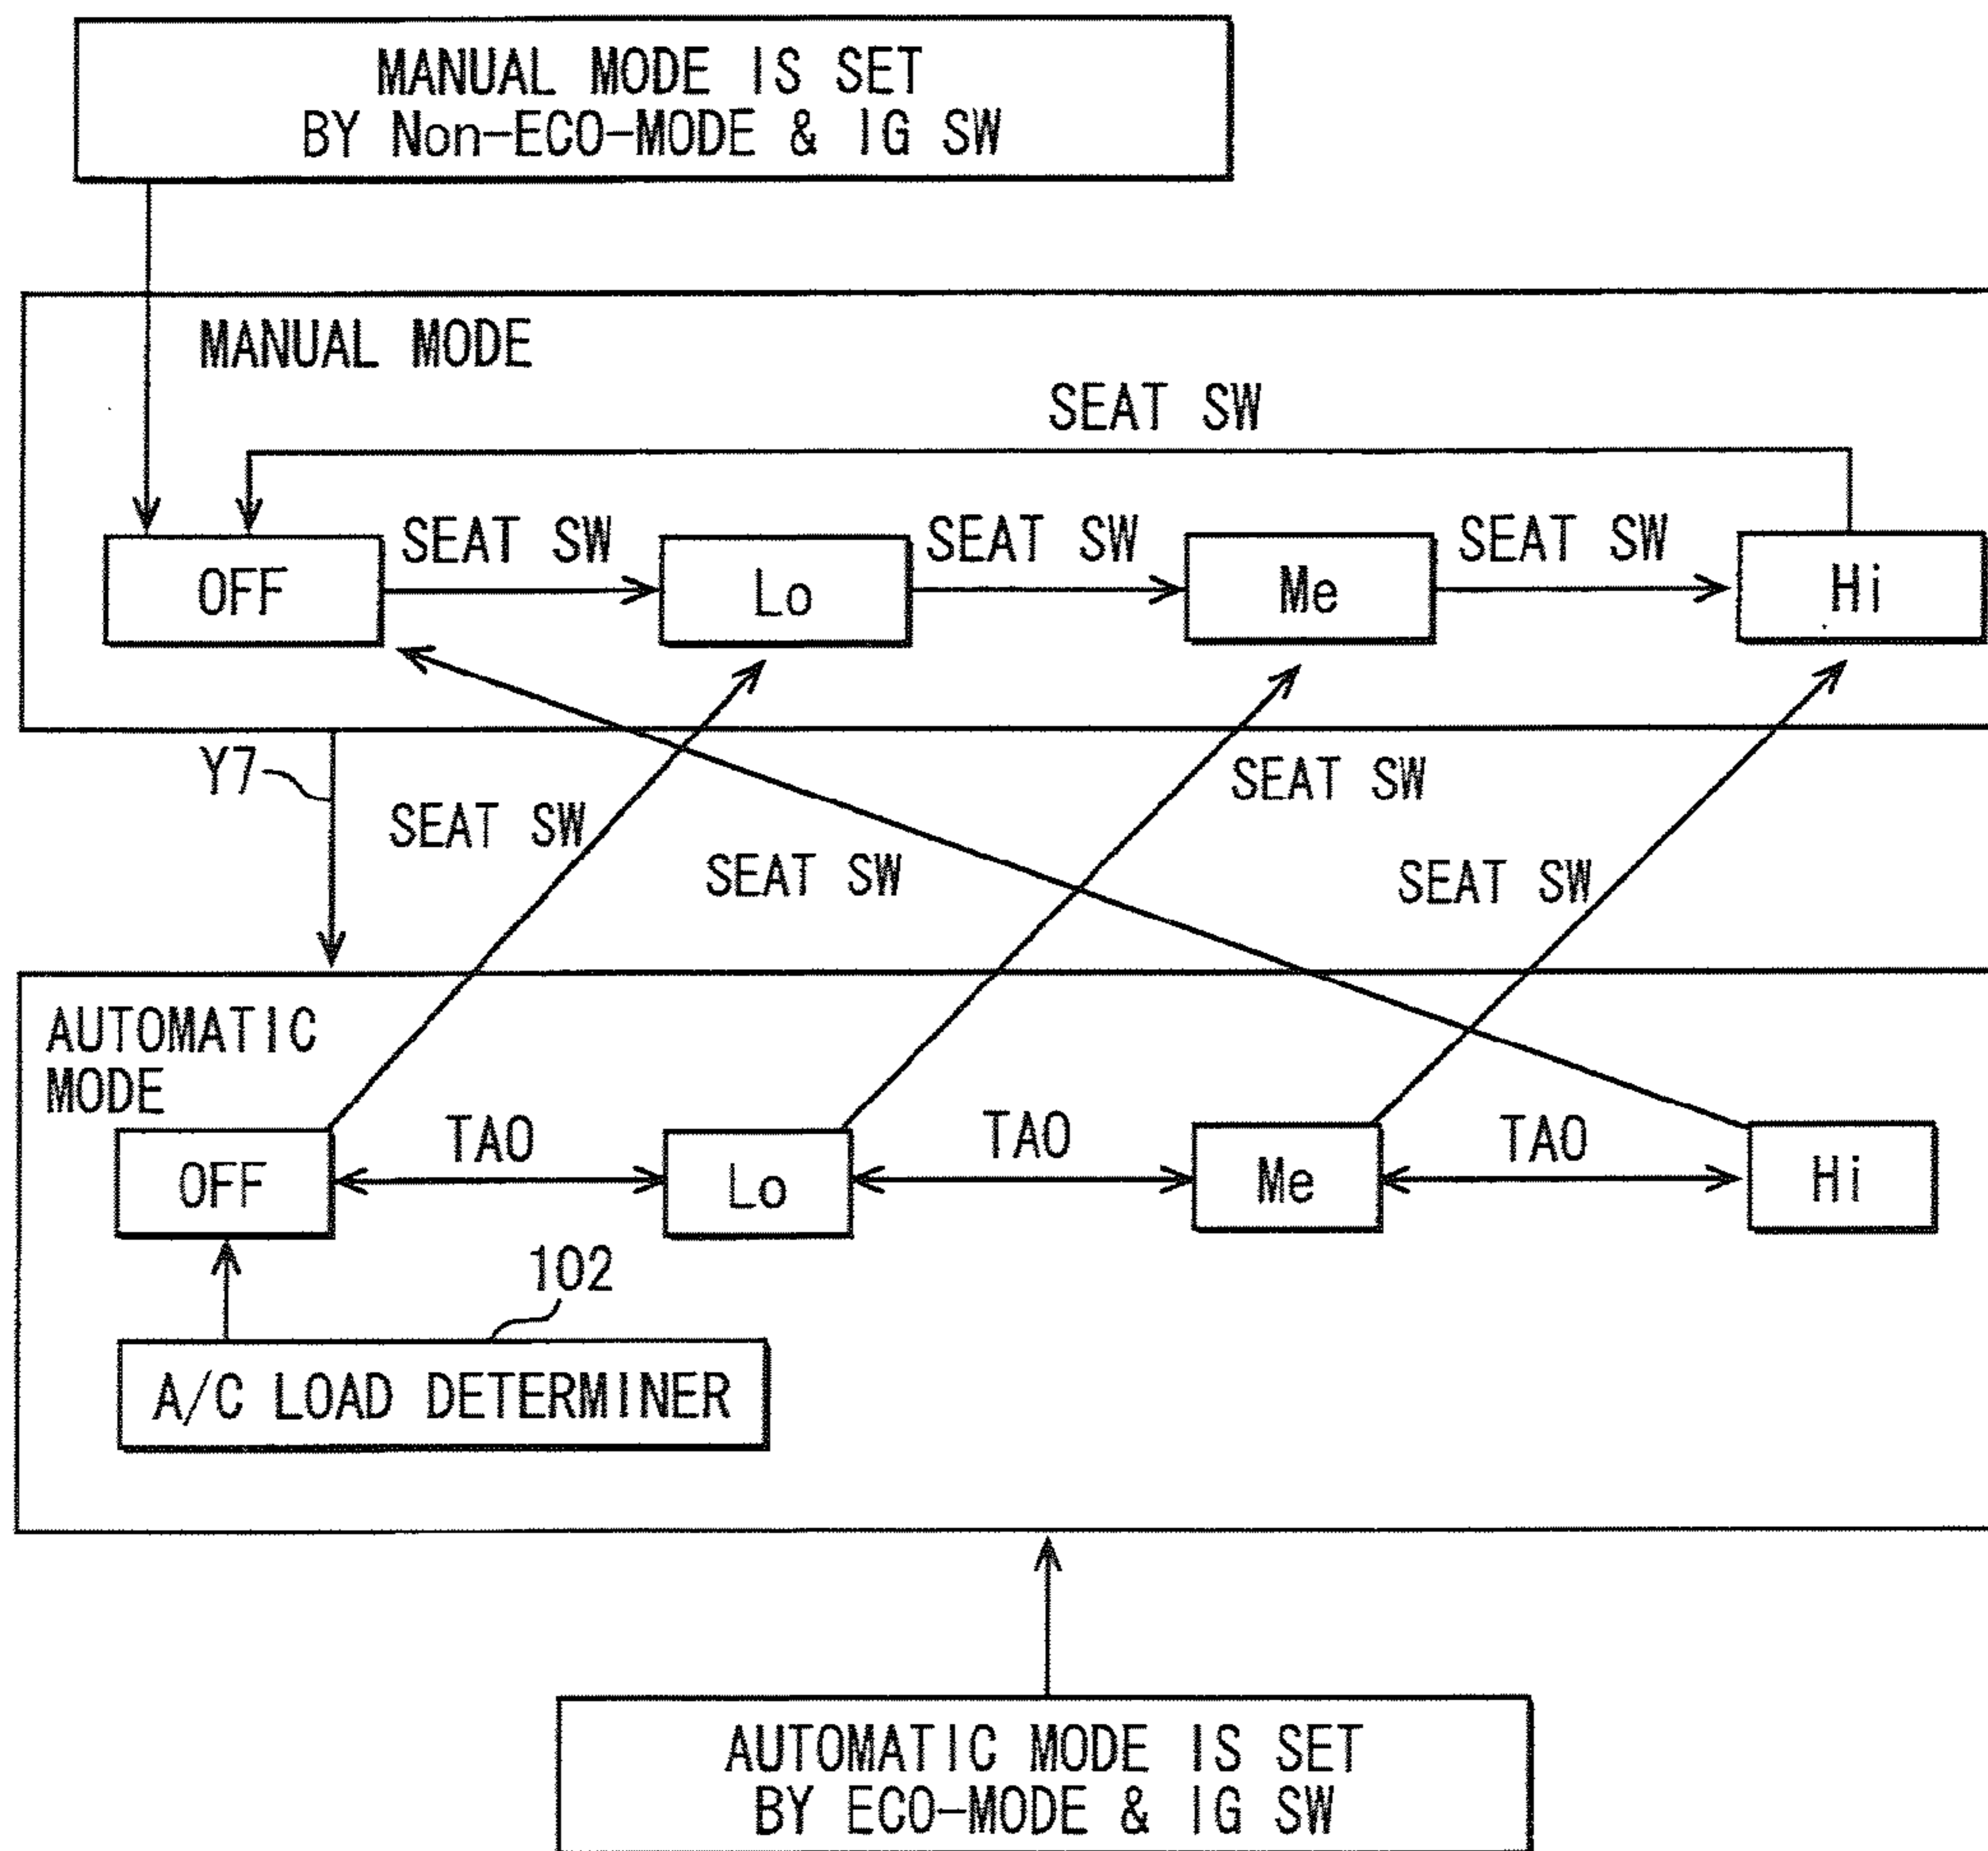 MANUAL MODE IS SET
BY Non-ECO-MODE & IG SW
MANUAL MODE
SEAT SW
SEAT SW
SEAT SW
SEAT SW
OFF
Lo
Me
Hi
Y7
SEAT SW
SEAT SW
SEAT SW
SEAT SW
AUTOMATIC
MODE
TAO
TAO
TAO
OFF
Lo
Me
Hi
102
A/C LOAD DETERMINER
AUTOMATIC MODE IS SET
BY ECO-MODE & IG SW